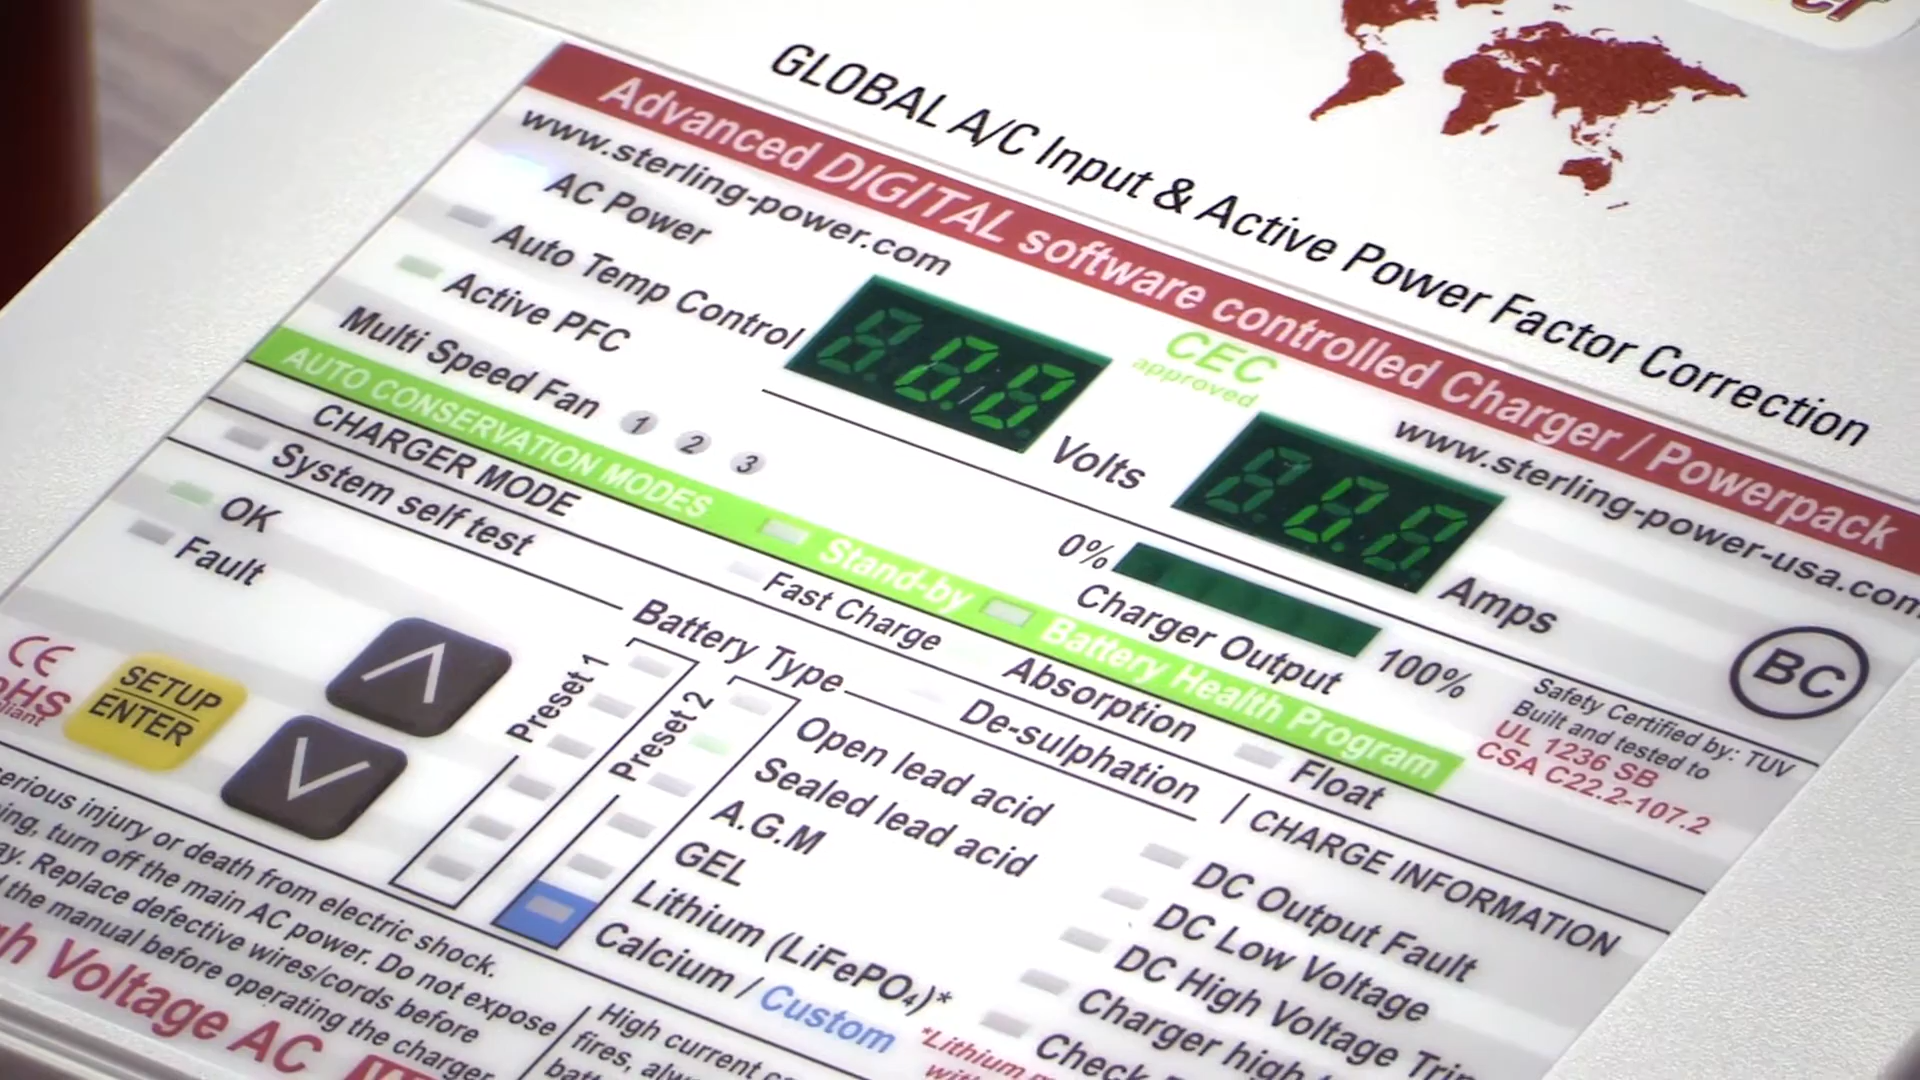 GLOBAL A/C Input & Active Power Factor Correction
Advanced DIGITAL software controlled Charger / Powerpack
www.sterling-power.com
www.sterling-power-usa.com
AC Power
Auto Temp Control
Active PFC
Multi Speed Fan 1 2 3
CEC
approved
Volts
Amps
0%
100%
Charger Output
AUTO CONSERVATION MODES Stand-by Battery Health Program
CHARGER MODE
Fast Charge
Absorption
Float
System self test
OK
Fault
Battery Type
De-sulphation
CHARGE INFORMATION
BC
Safety Certified by: TUV
Built and tested to
UL 1236 SB
CSA C22.2-107.2
CE
SETUP
ENTER
Preset 1
Preset 2
Open lead acid
Sealed lead acid
A.G.M
GEL
Lithium (LiFePO₄)*
Calcium / Custom
DC Output Fault
DC Low Voltage
DC High Voltage
Charger high
Check
serious injury or death from electric shock.
turn off the main AC power. Do not expose
Replace defective wires/cords before
the manual before operating the charger
Voltage AC
High current
fires,
*Lithium